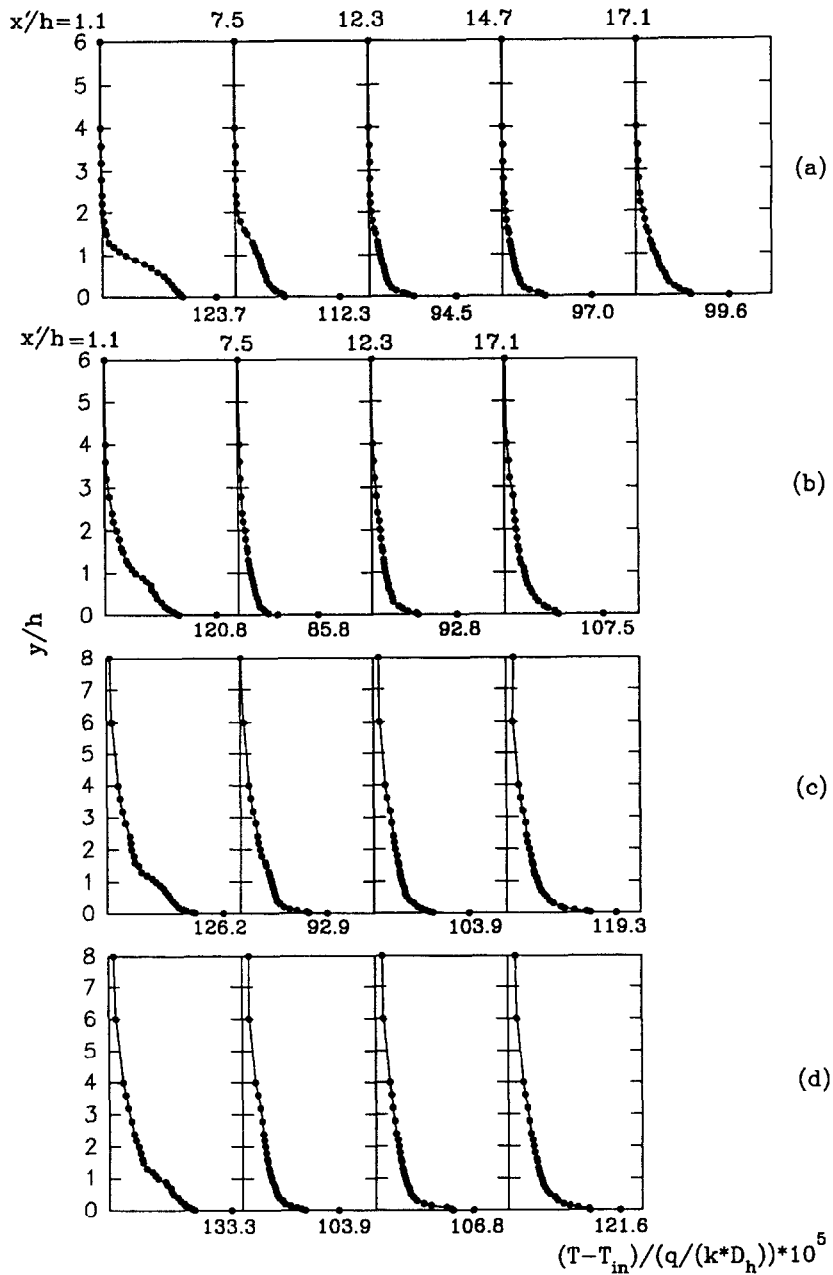 x'/h=1.1 7.5 12.3 14.7 17.1
6
5
4
3
2
1
0
(a)
123.7 112.3 94.5 97.0 99.6
x'/h=1.1 7.5 12.3 17.1
6
5
4
3
2
1
0
(b)
120.8 85.8 92.8 107.5
y/h
8
7
6
5
4
3
2
1
0
(c)
126.2 92.9 103.9 119.3
8
7
6
5
4
3
2
1
0
(d)
133.3 103.9 106.8 121.6
(T-T_in)/(q/(k*D_h))*10^5